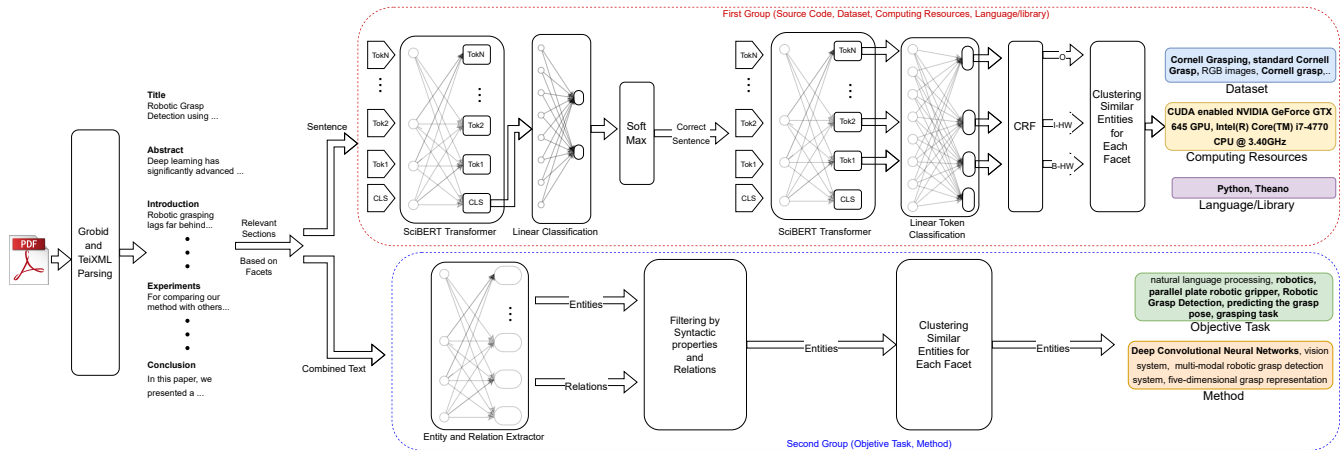 First Group (Source Code, Dataset, Computing Resources, Language/library)
PDF
Grobid
and
TeiXML
Parsing
Title
Robotic Grasp
Detection using ...
Abstract
Deep learning has
significantly advanced ...
Introduction
Robotic grasping
lags far behind...
Experiments
For comparing our
method with others...
Conclusion
In this paper, we
presented a ...
Relevant
Sections
Based on
Facets
Sentence
Combined Text
TokN
Tok2
Tok1
CLS
TokN
Tok2
Tok1
CLS
SciBERT Transformer
Linear Classification
Soft
Max
Correct
Sentence
TokN
Tok2
Tok1
CLS
TokN
Tok2
Tok1
CLS
SciBERT Transformer
Linear Token
Classification
CRF
O
I-HW
B-HW
Clustering
Similar
Entities
for
Each
Facet
Cornell Grasping, standard Cornell
Grasp, RGB images, Cornell grasp,..
Dataset
CUDA enabled NVIDIA GeForce GTX
645 GPU, Intel(R) Core(TM) i7-4770
CPU @ 3.40GHz
Computing Resources
Python, Theano
Language/Library
Entity and Relation Extractor
Entities
Relations
Filtering by
Syntactic
properties
and
Relations
Entities
Clustering
Similar
Entities for
Each Facet
Entities
natural language processing, robotics,
parallel plate robotic gripper, Robotic
Grasp Detection, predicting the grasp
pose, grasping task
Objective Task
Deep Convolutional Neural Networks, vision
system, multi-modal robotic grasp detection
system, five-dimensional grasp representation
Method
Second Group (Objetive Task, Method)